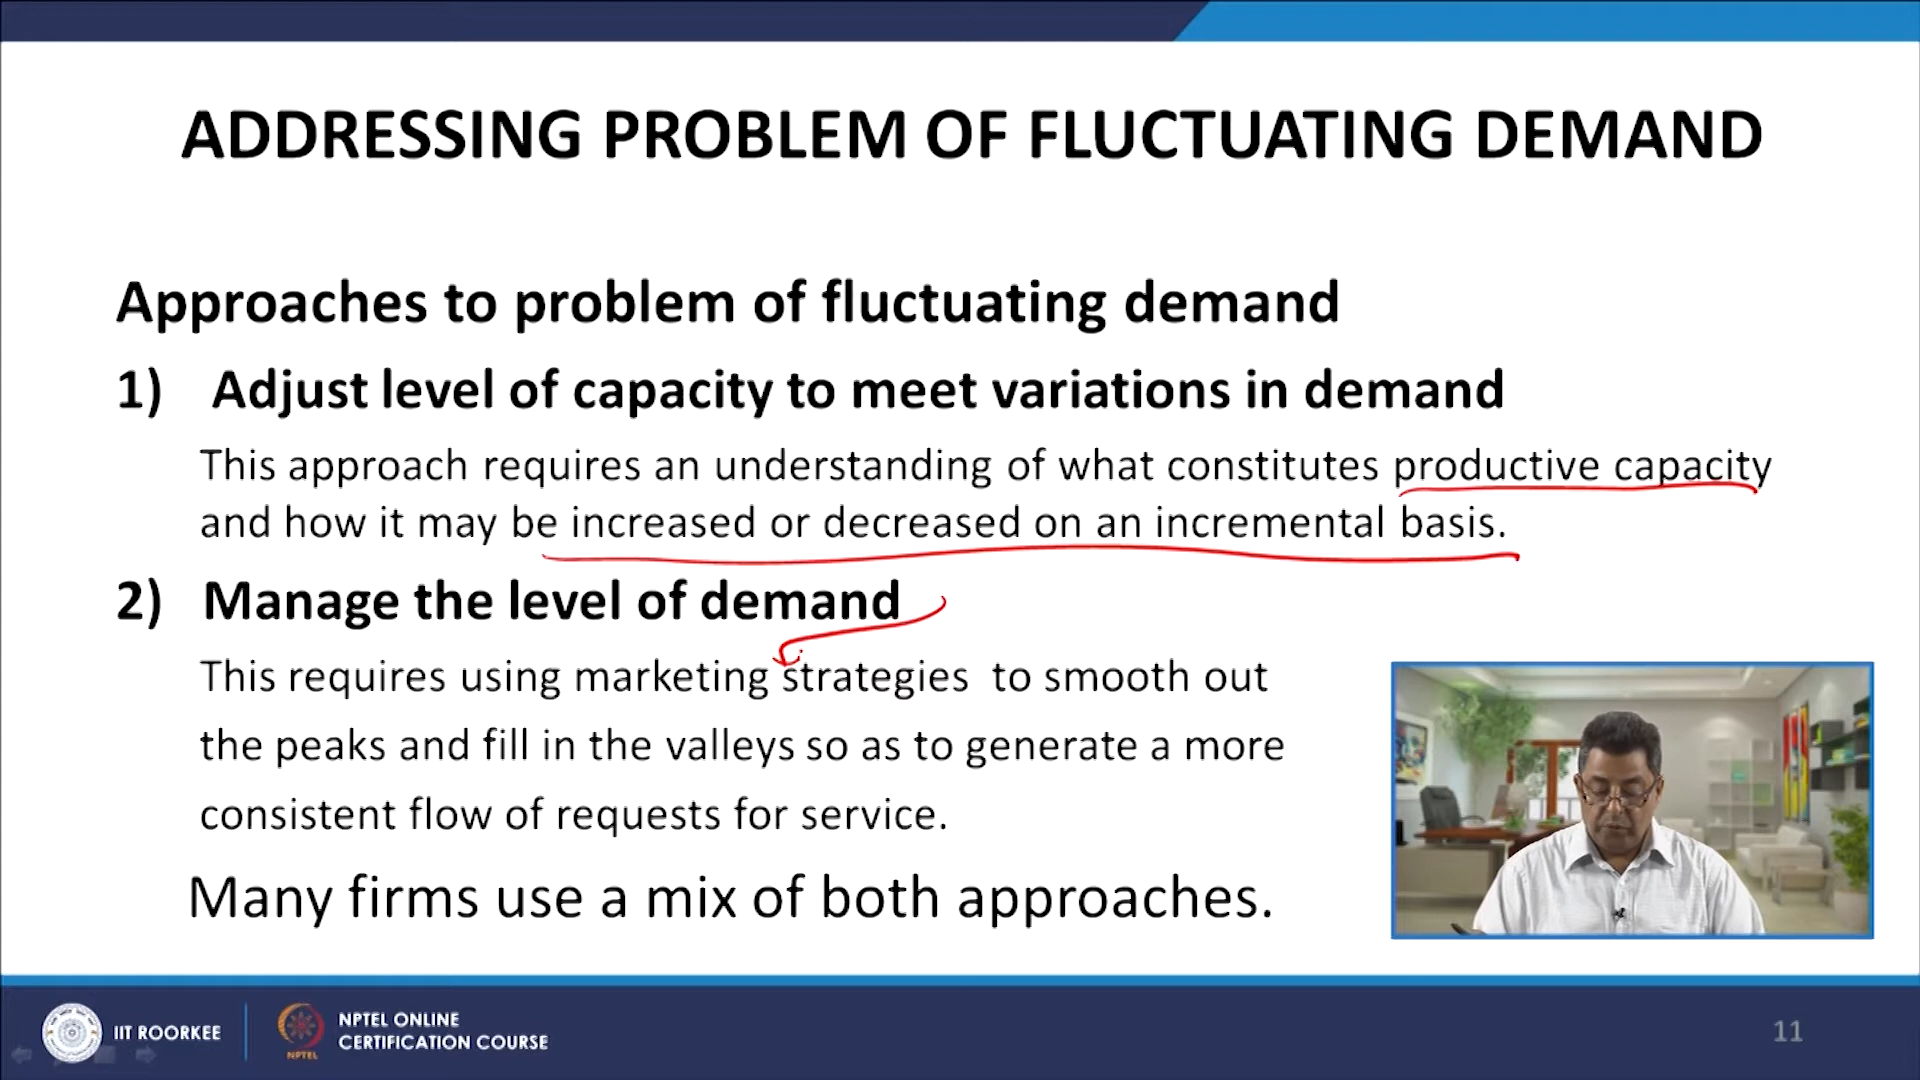 ADDRESSING PROBLEM OF FLUCTUATING DEMAND
Approaches to problem of fluctuating demand
1) Adjust level of capacity to meet variations in demand
This approach requires an understanding of what constitutes productive capacity
and how it may be increased or decreased on an incremental basis.
2) Manage the level of demand
This requires using marketing strategies to smooth out
the peaks and fill in the valleys so as to generate a more
consistent flow of requests for service.
Many firms use a mix of both approaches.
IIT ROORKEE
NPTEL
NPTEL ONLINE
CERTIFICATION COURSE
11